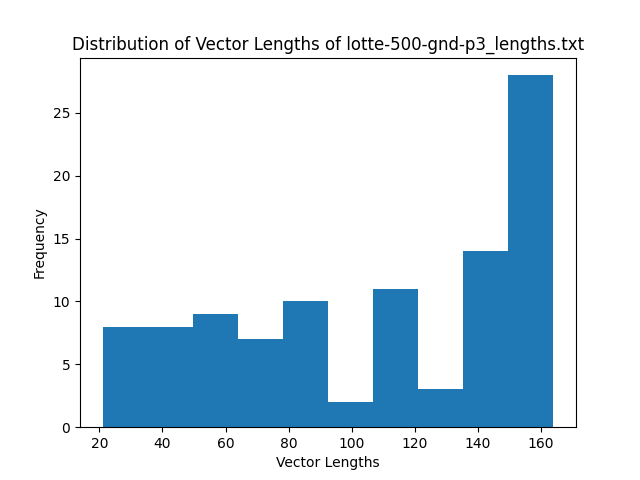 Distribution of Vector Lengths of lotte-500-gnd-p3_lengths.txt
25
20
15
10
5
0
Frequency
20 40 60 80 100 120 140 160
Vector Lengths